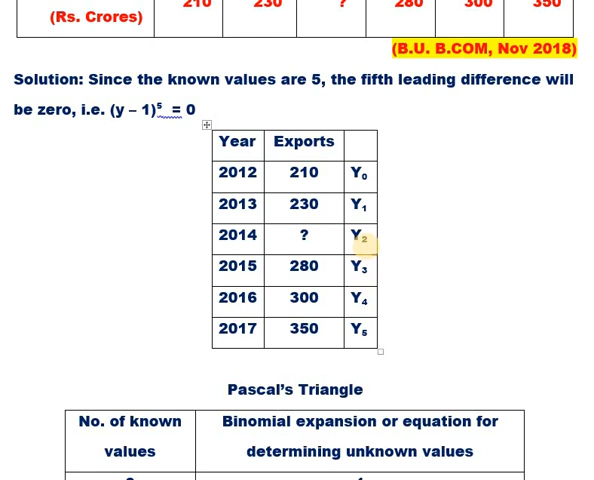 (Rs. Crores) 210 230 ? 280 300 350
(B.U. B.COM, Nov 2018)
Solution: Since the known values are 5, the fifth leading difference will
be zero, i.e. (y – 1)⁵ = 0
Year Exports
2012 210 Y₀
2013 230 Y₁
2014 ? Y₂
2015 280 Y₃
2016 300 Y₄
2017 350 Y₅
Pascal's Triangle
No. of known Binomial expansion or equation for
values determining unknown values